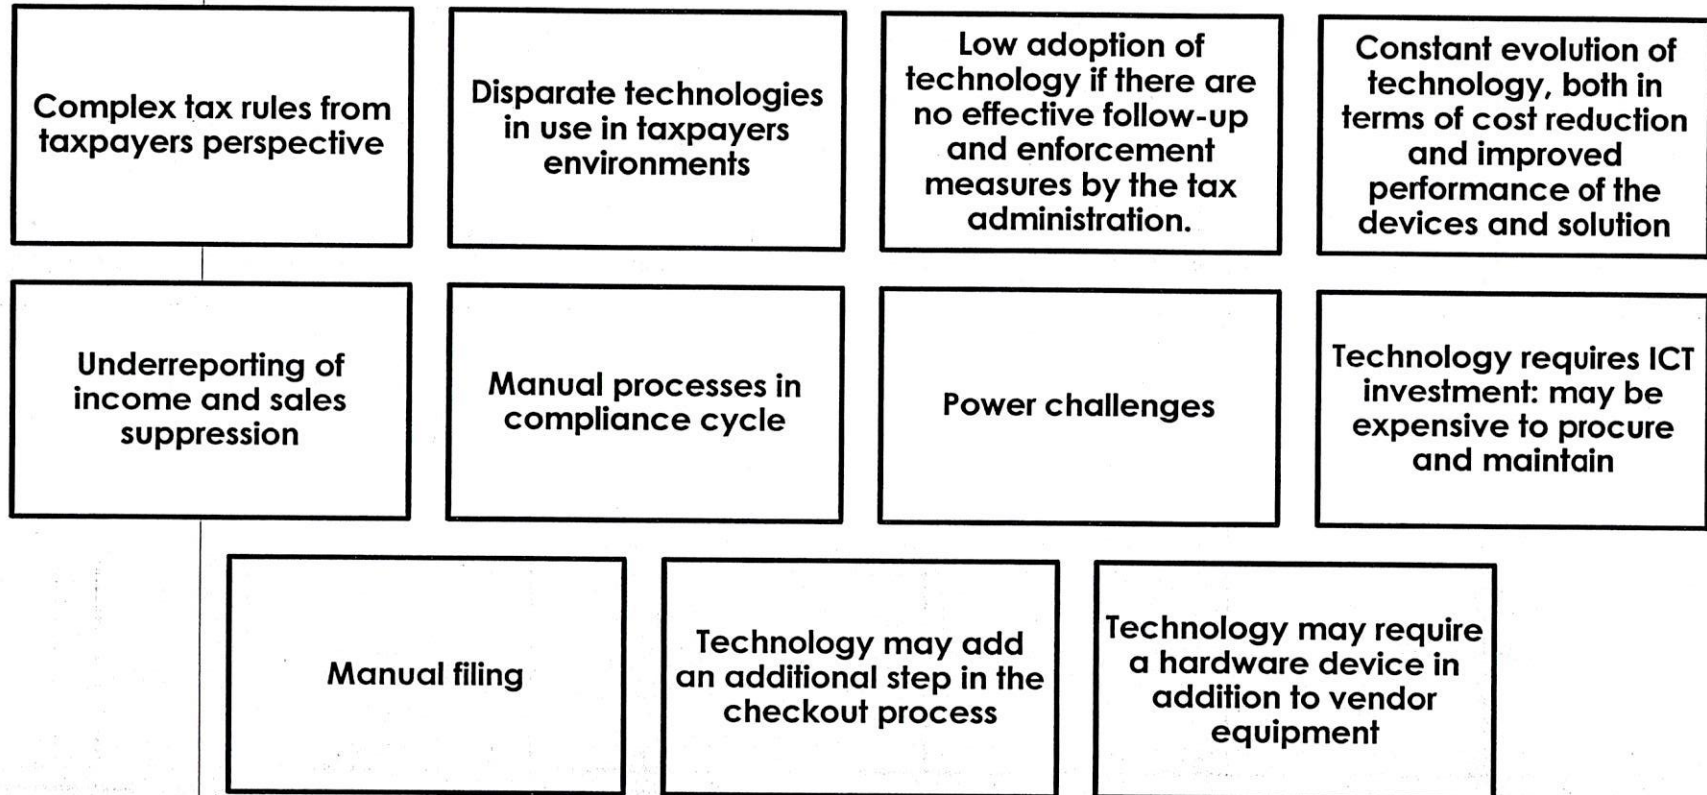 Complex tax rules from
taxpayers perspective
Disparate technologies
in use in taxpayers
environments
Low adoption of
technology if there are
no effective follow-up
and enforcement
measures by the tax
administration.
Constant evolution of
technology, both in
terms of cost reduction
and improved
performance of the
devices and solution
Underreporting of
income and sales
suppression
Manual processes in
compliance cycle
Power challenges
Technology requires ICT
investment: may be
expensive to procure
and maintain
Manual filing
Technology may add
an additional step in the
checkout process
Technology may require
a hardware device in
addition to vendor
equipment